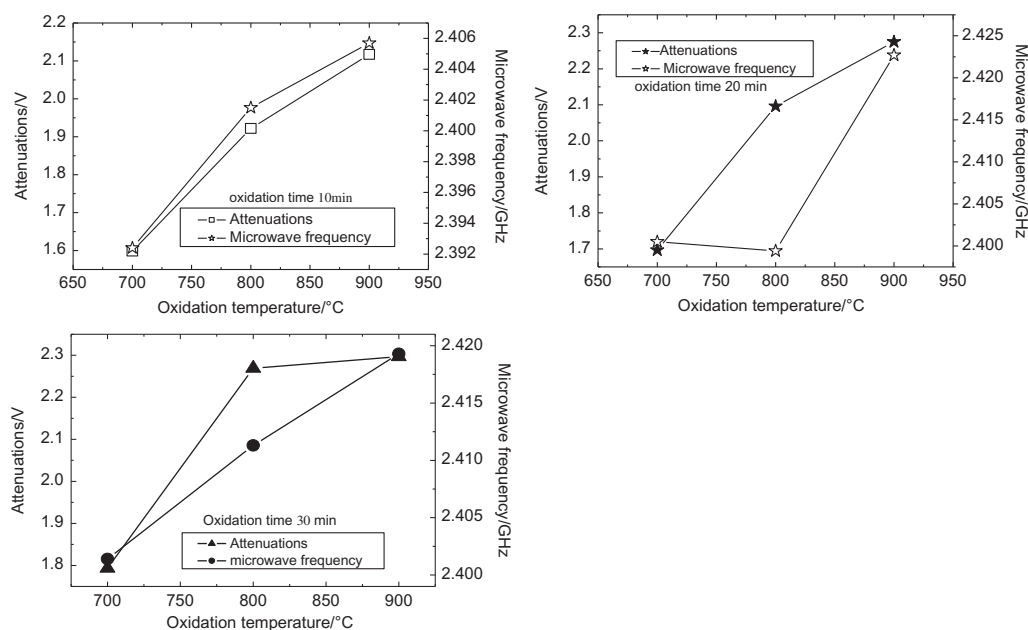 2.2
2.1
2.0
1.9
1.8
1.7
1.6
Attenuations/V
2.406
2.404
2.402
2.400
2.398
2.396
2.394
2.392
Microwave frequency/GHz
oxidation time 10min
Attenuations
Microwave frequency
650 700 750 800 850 900 950
Oxidation temperature/°C
2.3
2.2
2.1
2.0
1.9
1.8
1.7
Attenuations/V
2.425
2.420
2.415
2.410
2.405
2.400
Microwave frequency/GHz
Attenuations
Microwave frequency
oxidation time 20 min
650 700 750 800 850 900 950
Oxidation temperature/°C
2.3
2.2
2.1
2.0
1.9
1.8
Attenuations/V
2.420
2.415
2.410
2.405
2.400
Microwave frequency/GHz
Oxidation time 30 min
Attenuations
microwave frequency
700 750 800 850 900
Oxidation temperature/°C